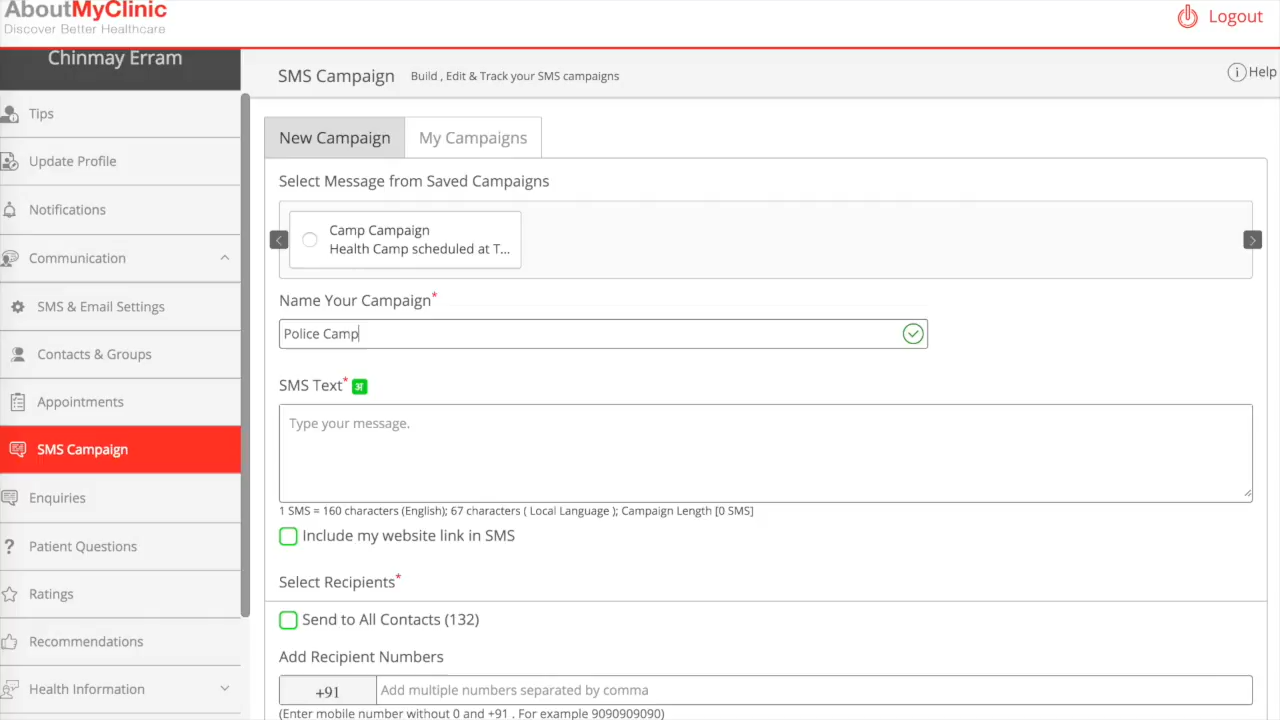 AboutMyClinic
Discover Better Healthcare
Logout
Chinmay Erram
SMS Campaign
Build , Edit & Track your SMS campaigns
Help
Tips
Update Profile
Notifications
Communication
SMS & Email Settings
Contacts & Groups
Appointments
SMS Campaign
Enquiries
Patient Questions
Ratings
Recommendations
Health Information
New Campaign
My Campaigns
Select Message from Saved Campaigns
Camp Campaign
Health Camp scheduled at T...
Name Your Campaign*
Police Camp
SMS Text* अ
Type your message.
1 SMS = 160 characters (English); 67 characters ( Local Language ); Campaign Length [0 SMS]
Include my website link in SMS
Select Recipients*
Send to All Contacts (132)
Add Recipient Numbers
+91
Add multiple numbers separated by comma
(Enter mobile number without 0 and +91 . For example 9090909090)